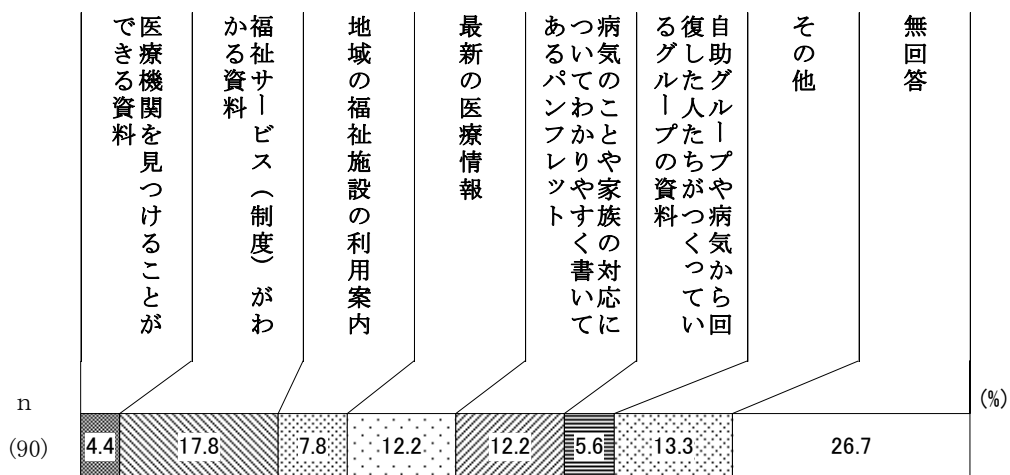 医療機関を見つけることが
できる資料
福祉サービス（制度）がわ
かる資料
地域の福祉施設の利用案内
最新の医療情報
病気のことや家族の対応に
ついてわかりやすく書いて
あるパンフレット
自助グループや病気から回
復した人たちがつくってい
るグループの資料
その他
無回答
n
(%)
(90)
4.4
17.8
7.8
12.2
12.2
5.6
13.3
26.7